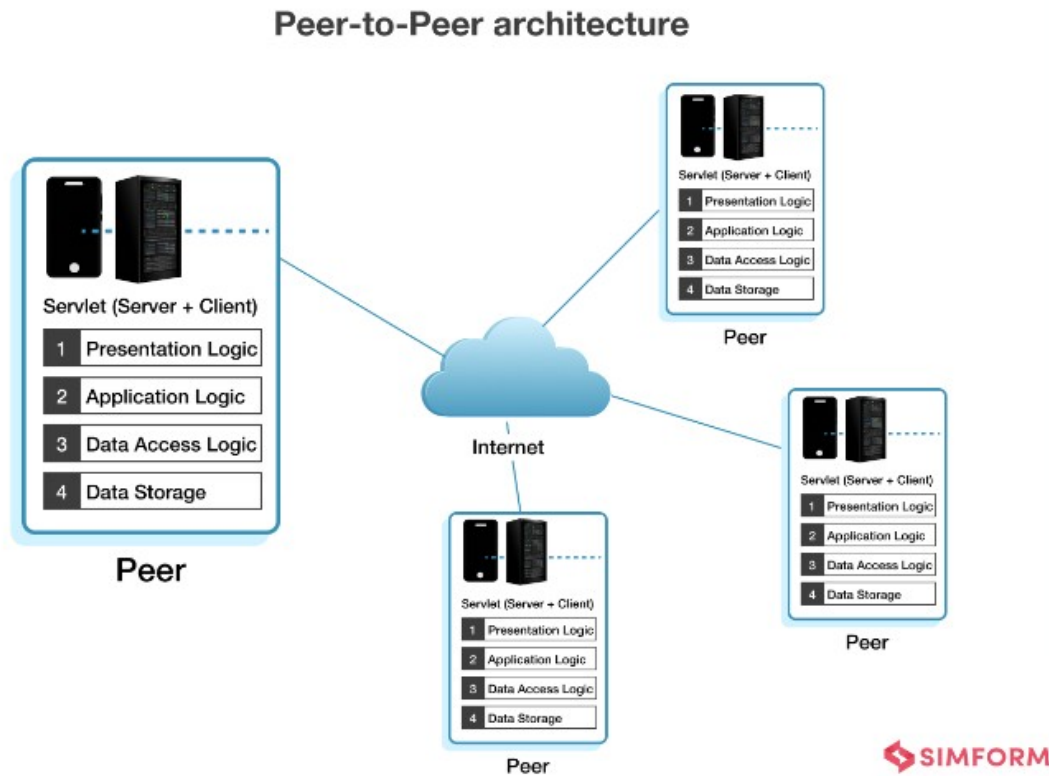 Peer-to-Peer architecture
Servlet (Server + Client)
1 Presentation Logic
2 Application Logic
3 Data Access Logic
4 Data Storage
Peer
Servlet (Server + Client)
1 Presentation Logic
2 Application Logic
3 Data Access Logic
4 Data Storage
Peer
Internet
Servlet (Server + Client)
1 Presentation Logic
2 Application Logic
3 Data Access Logic
4 Data Storage
Peer
Servlet (Server + Client)
1 Presentation Logic
2 Application Logic
3 Data Access Logic
4 Data Storage
Peer
SIMFORM